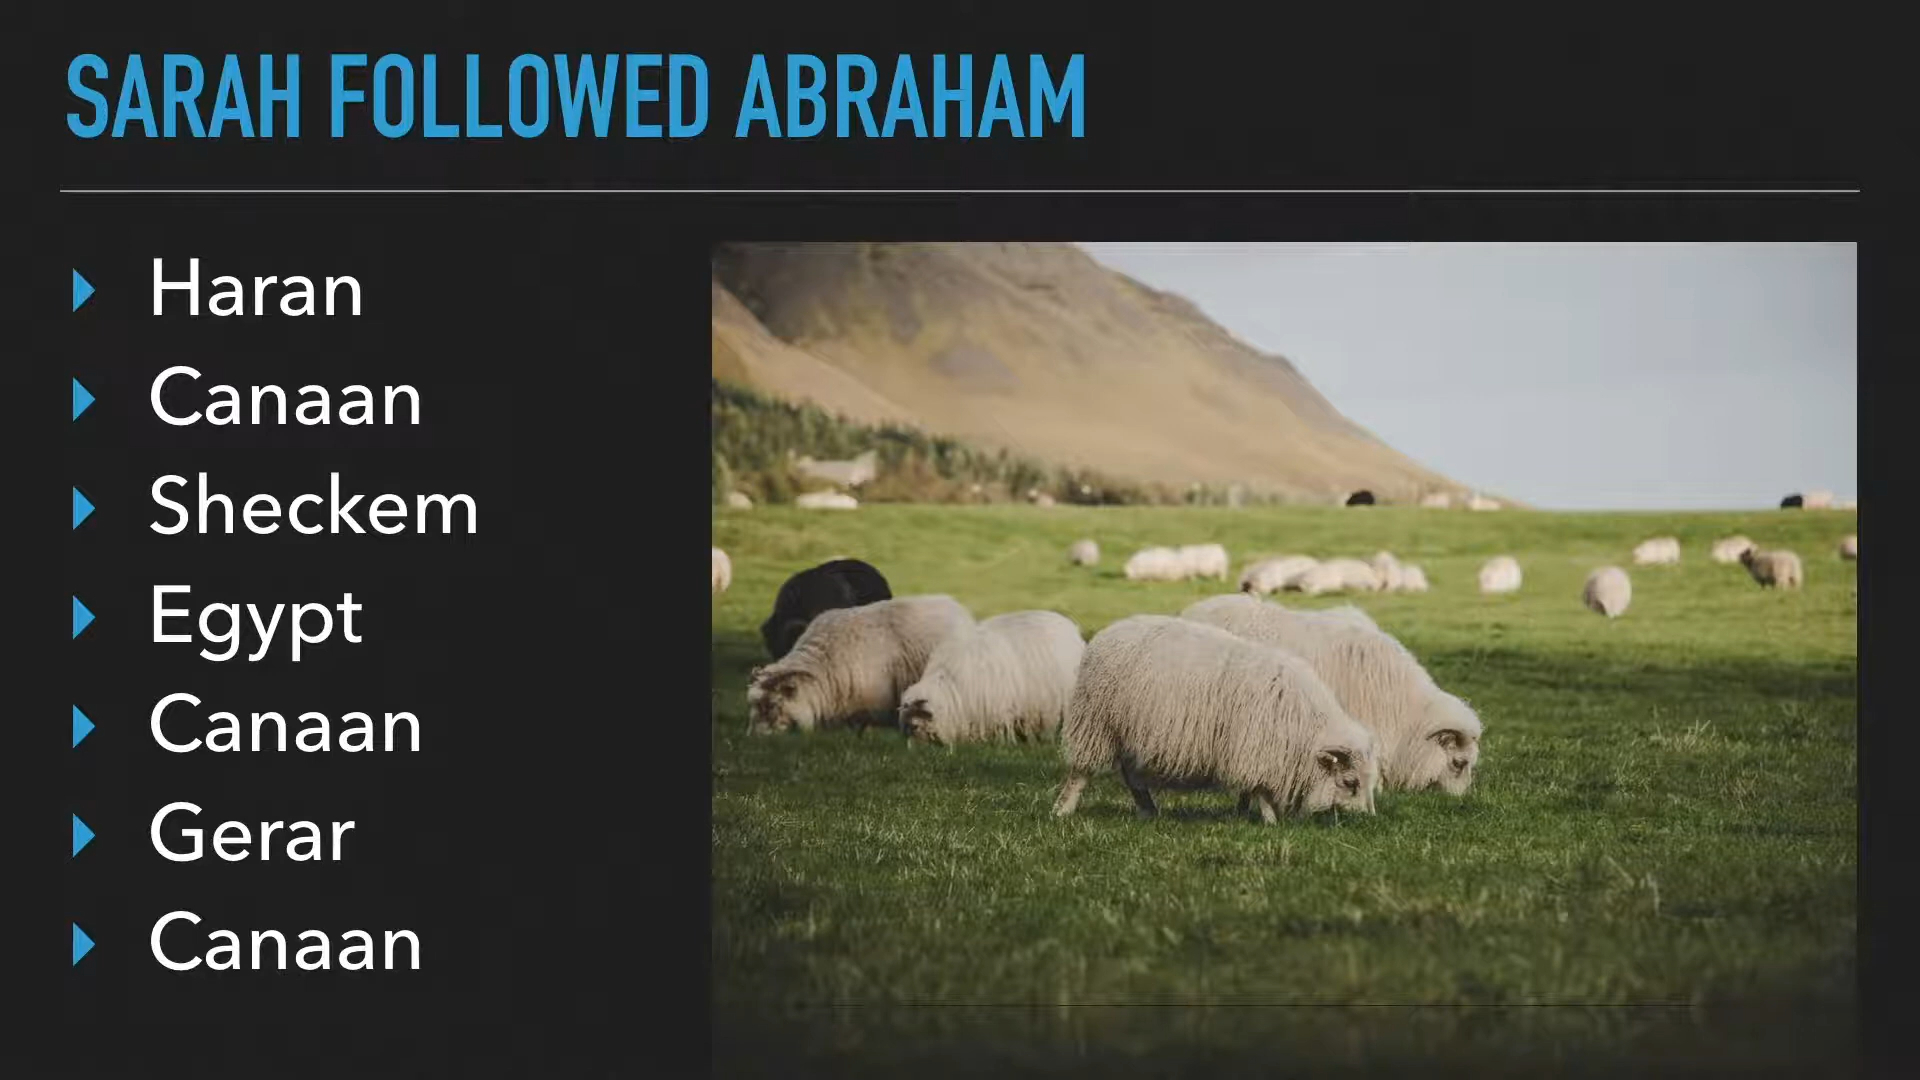 SARAH FOLLOWED ABRAHAM
Haran
Canaan
Sheckem
Egypt
Canaan
Gerar
Canaan